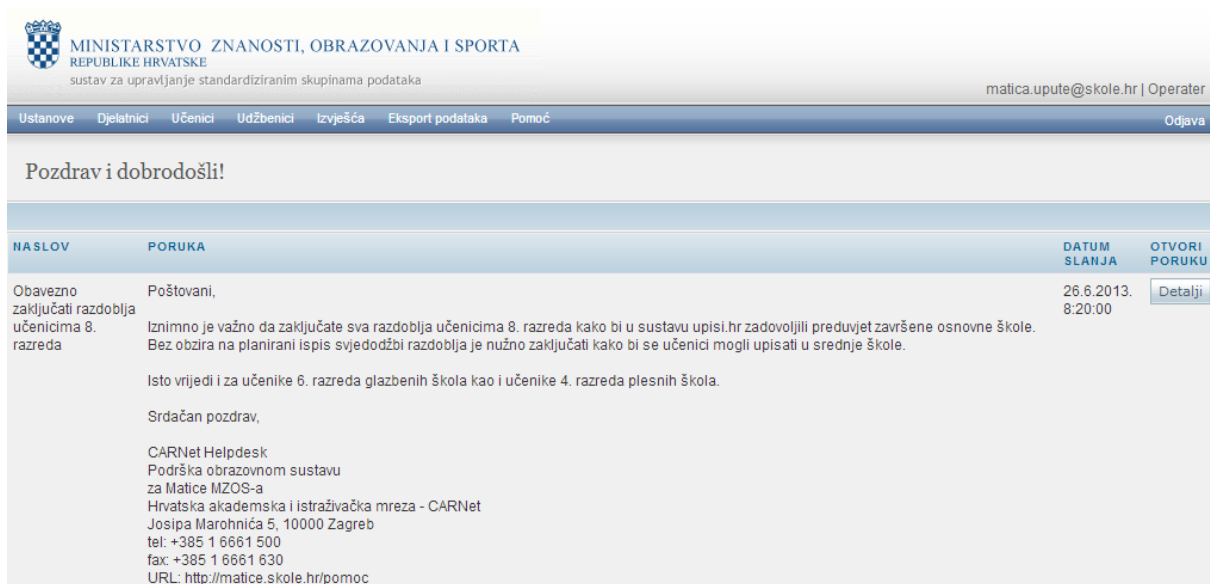 MINISTARSTVO ZNANOSTI, OBRAZOVANJA I SPORTA
REPUBLIKE HRVATSKE
sustav za upravljanje standardiziranim skupinama podataka
matica.upute@skole.hr | Operater
Ustanove Djelatnici Učenici Udžbenici Izvješća Eksport podataka Pomoć Odjava
Pozdrav i dobrodošli!
NASLOV PORUKA DATUM SLANJA OTVORI PORUKU
Obavezno zaključati razdoblja učenicima 8. razreda
Poštovani,
Iznimno je važno da zaključate sva razdoblja učenicima 8. razreda kako bi u sustavu upisi.hr zadovoljili preduvjet završene osnovne škole.
Bez obzira na planirani ispis svjedodžbi razdoblja je nužno zaključati kako bi se učenici mogli upisati u srednje škole.
Isto vrijedi i za učenike 6. razreda glazbenih škola kao i učenike 4. razreda plesnih škola.
Srdačan pozdrav,
CARNet Helpdesk
Podrška obrazovnom sustavu
za Matice MZOS-a
Hrvatska akademska i istraživačka mreza - CARNet
Josipa Marohnića 5, 10000 Zagreb
tel: +385 1 6661 500
fax: +385 1 6661 630
URL: http://matice.skole.hr/pomoc
26.6.2013.
8:20:00
Detalji